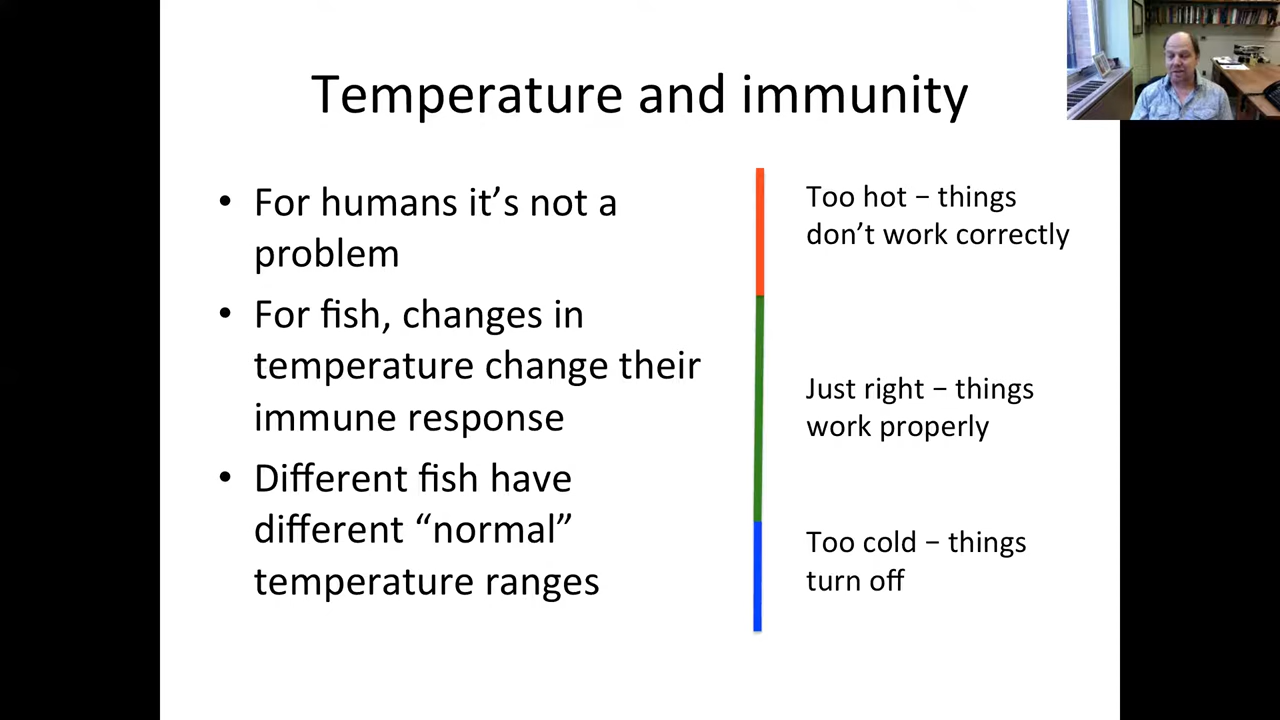 Temperature and immunity
• For humans it’s not a
problem
• For fish, changes in
temperature change their
immune response
• Different fish have
different “normal”
temperature ranges
Too hot – things
don’t work correctly
Just right – things
work properly
Too cold – things
turn off